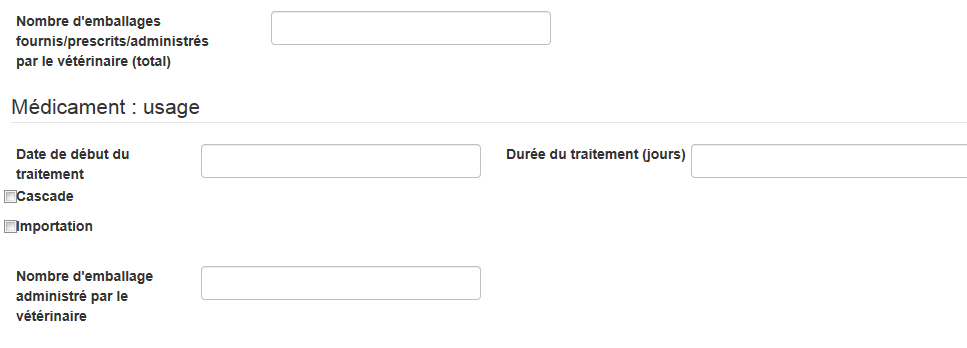 Nombre d'emballages
fournis/prescrits/administrés
par le vétérinaire (total)
Médicament : usage
Date de début du
traitement
Durée du traitement (jours)
Cascade
Importation
Nombre d'emballage
administré par le
vétérinaire